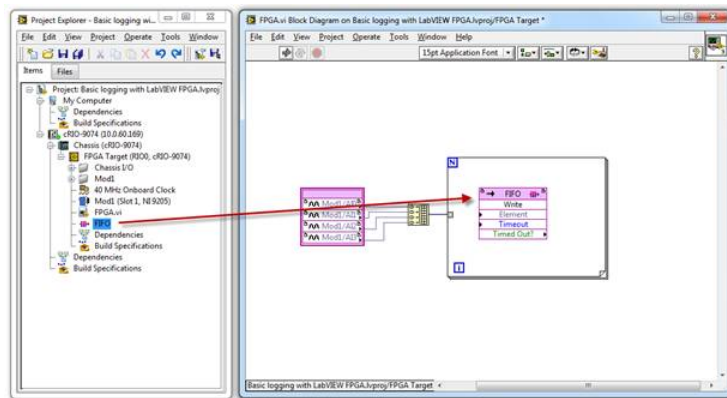 Project Explorer - Basic logging wi...
File Edit View Project Operate Tools Window
Items Files
Project: Basic logging with LabVIEW FPGA.lvproj
My Computer
Dependencies
Build Specifications
cRIO-9074 (10.0.60.169)
Chassis (cRIO-9074)
FPGA Target (RIO0, cRIO-9074)
Chassis I/O
Mod1
40 MHz Onboard Clock
Mod1 (Slot 1, NI 9205)
FPGA.vi
FIFO
Dependencies
Build Specifications
Dependencies
Build Specifications
FPGA.vi Block Diagram on Basic logging with LabVIEW FPGA.lvproj/FPGA Target *
File Edit View Project Operate Tools Window Help
15pt Application Font
N
Mod1/AI
Mod1/AI
Mod1/AI
Mod1/AI
FIFO
Write
Element
Timeout
Timed Out?
i
Basic logging with LabVIEW FPGA.lvproj/FPGA Target